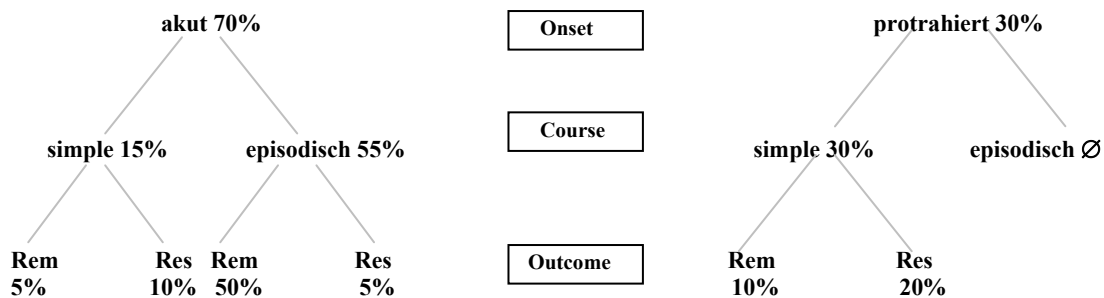 akut 70% Onset protrahiert 30%
Course
simple 15% episodisch 55% simple 30% episodisch ∅
Rem Res Rem Res Outcome Rem Res
5% 10% 50% 5% 10% 20%